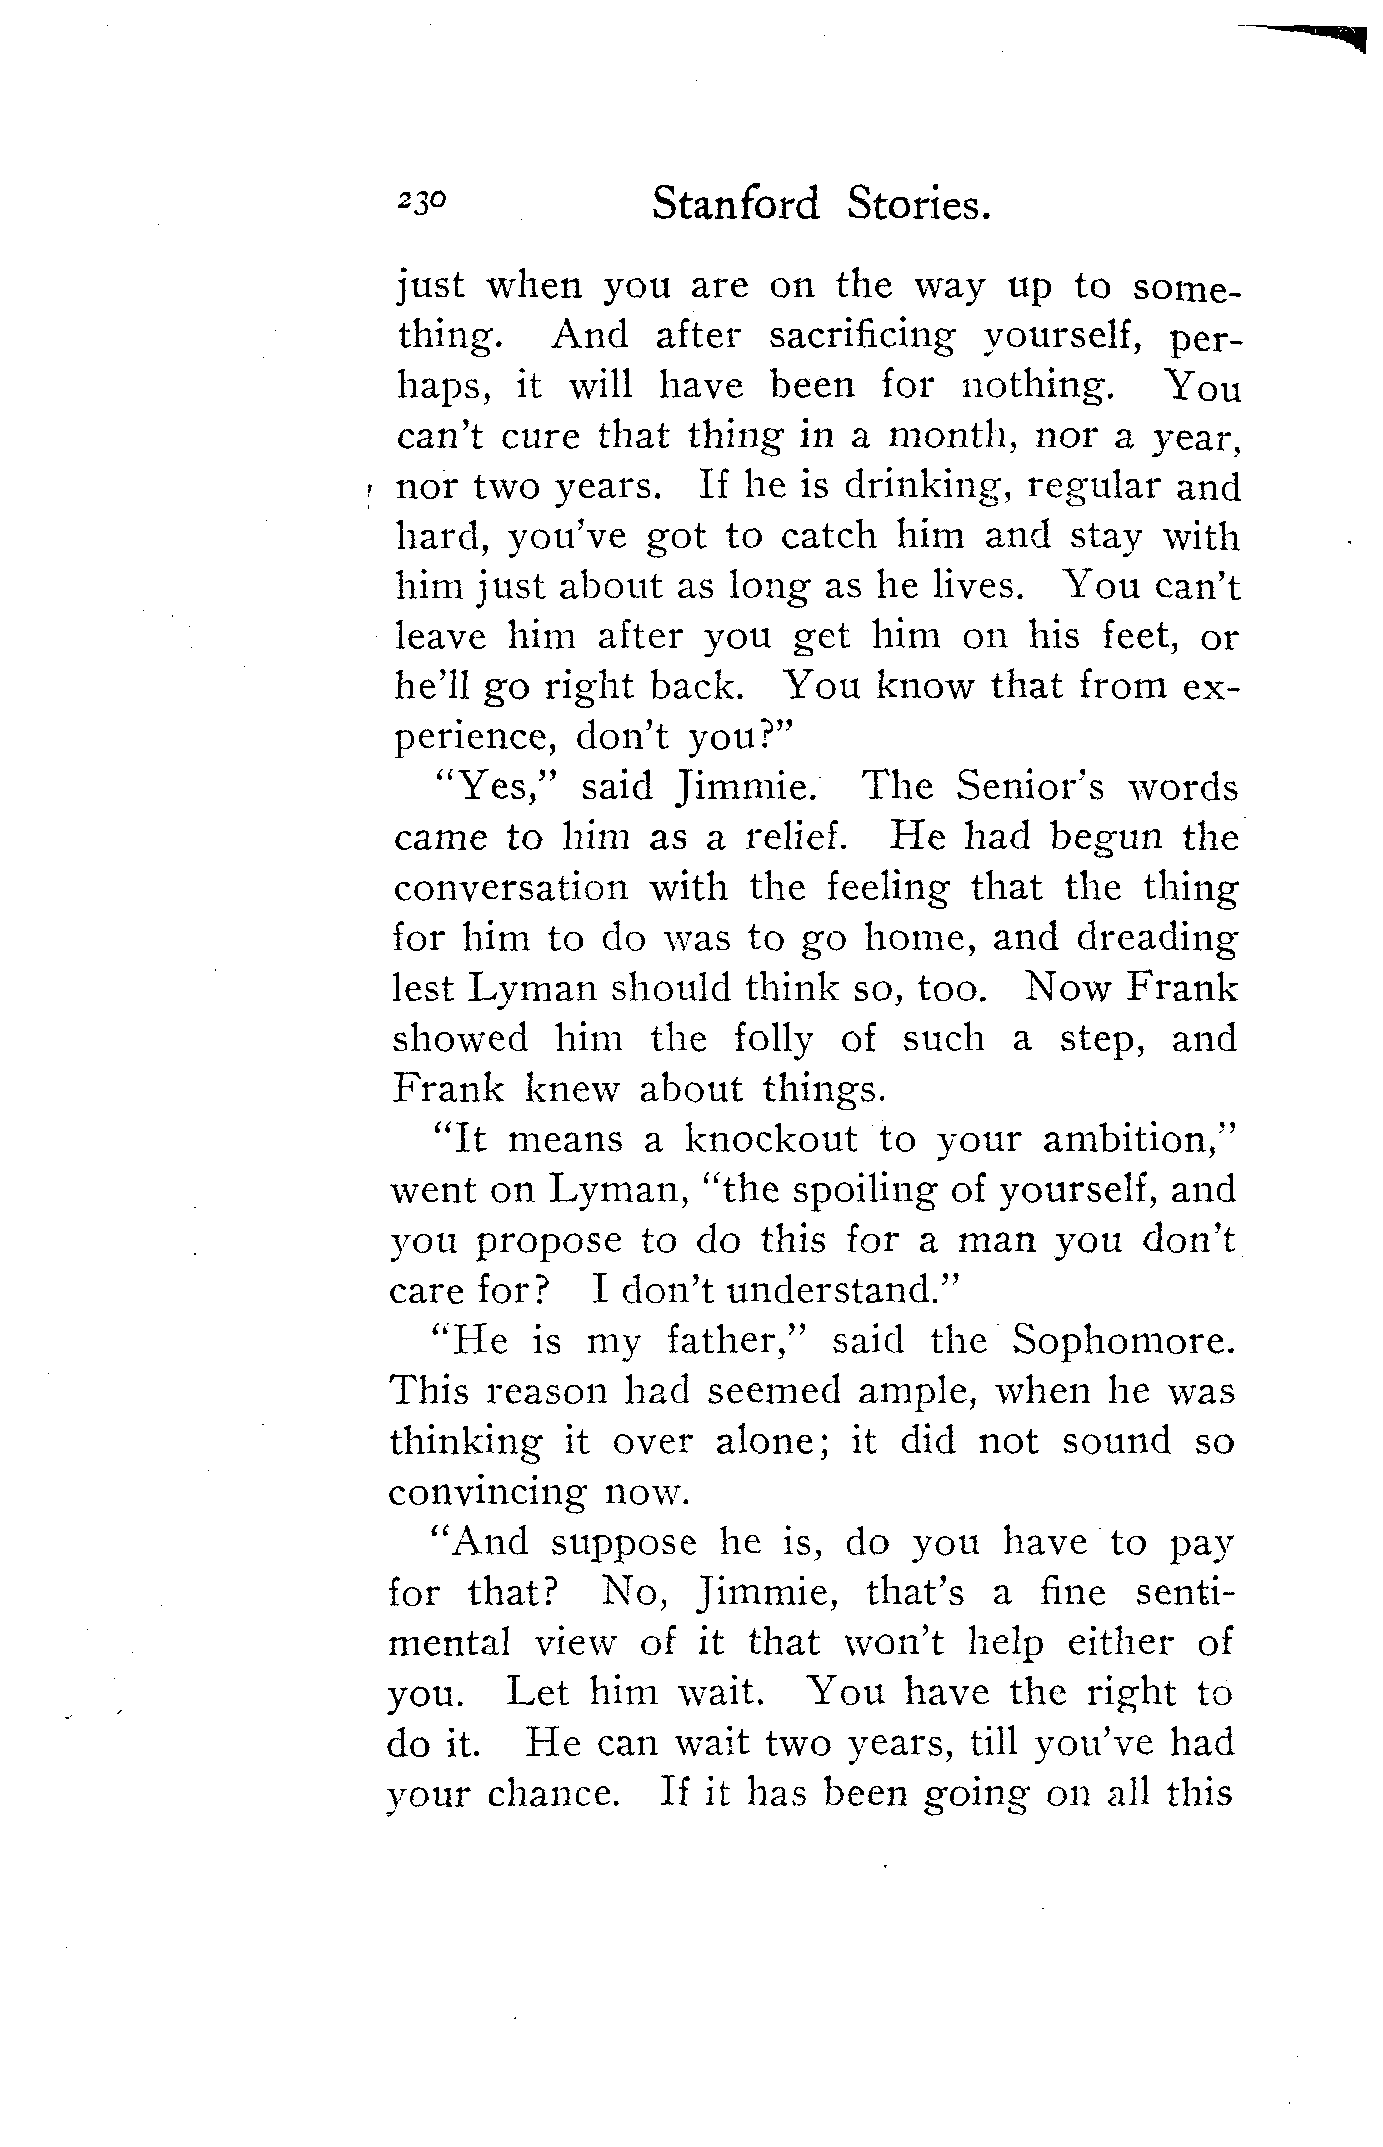 230 Stanford Stories.
just when you are on the way up to some-
thing. And after sacrificing yourself, per-
haps, it will have been for nothing. You
can't cure that thing in a month, nor a year,
nor two years. If he is drinking, regular and
hard, you've got to catch him and stay with
him just about as long as he lives. You can't
leave him after you get him on his feet, or
he'll go right back. You know that from ex-
perience, don't you?"
"Yes," said Jimmie. The Senior's words
came to him as a relief. He had begun the
conversation with the feeling that the thing
for him to do was to go home, and dreading
lest Lyman should think so, too. Now Frank
showed him the folly of such a step, and
Frank knew about things.
"It means a knockout to your ambition,"
went on Lyman, "the spoiling of yourself, and
you propose to do this for a man you don't
care for? I don't understand."
"He is my father," said the Sophomore.
This reason had seemed ample, when he was
thinking it over alone; it did not sound so
convincing now.
"And suppose he is, do you have to pay
for that? No, Jimmie, that's a fine senti-
mental view of it that won't help either of
you. Let him wait. You have the right to
do it. He can wait two years, till you've had
your chance. If it has been going on all this